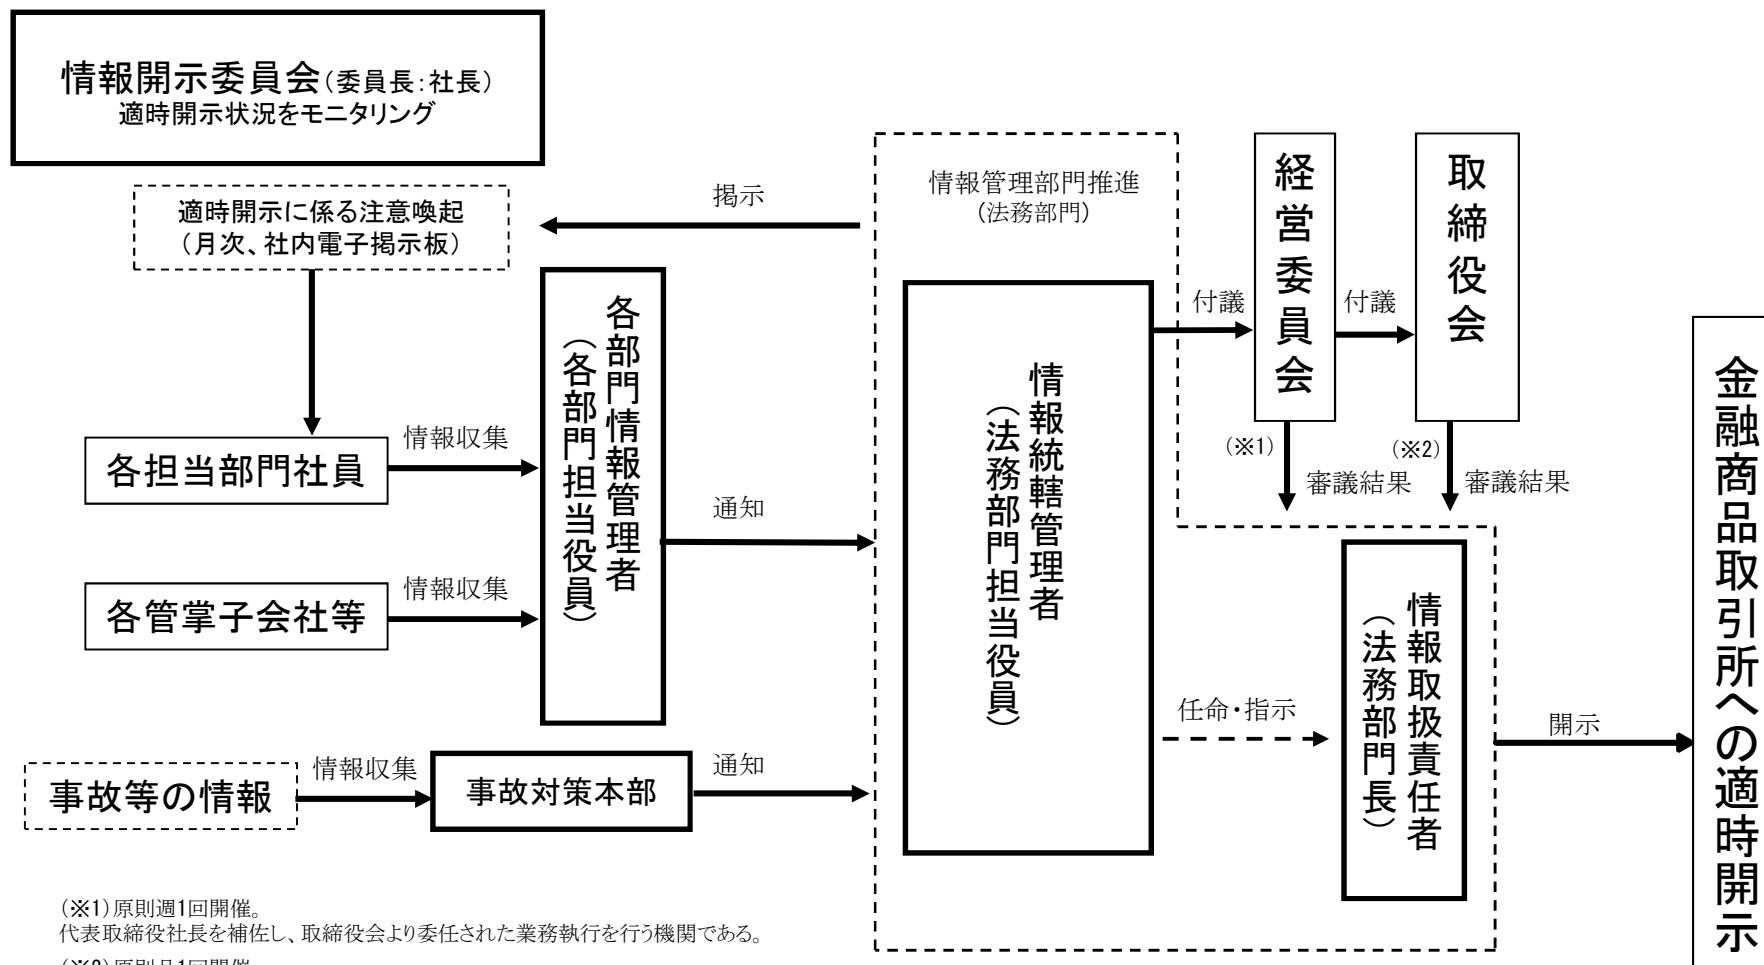 情報開示委員会(委員長:社長)
適時開示状況をモニタリング
適時開示に係る注意喚起
(月次、社内電子掲示板)
掲示
情報管理部門推進
(法務部門)
経営委員会
取締役会
付議
付議
各部門情報管理者
(各部門担当役員)
情報統轄管理者
(法務部門担当役員)
各担当部門社員
情報収集
(※1)
審議結果
(※2)
審議結果
通知
各管掌子会社等
情報収集
情報取扱責任者
(法務部門長)
任命・指示
開示
金融商品取引所への適時開示
事故等の情報
情報収集
事故対策本部
通知
(※1)原則週1回開催。
代表取締役社長を補佐し、取締役会より委任された業務執行を行う機関である。
(※2)原則月1回開催